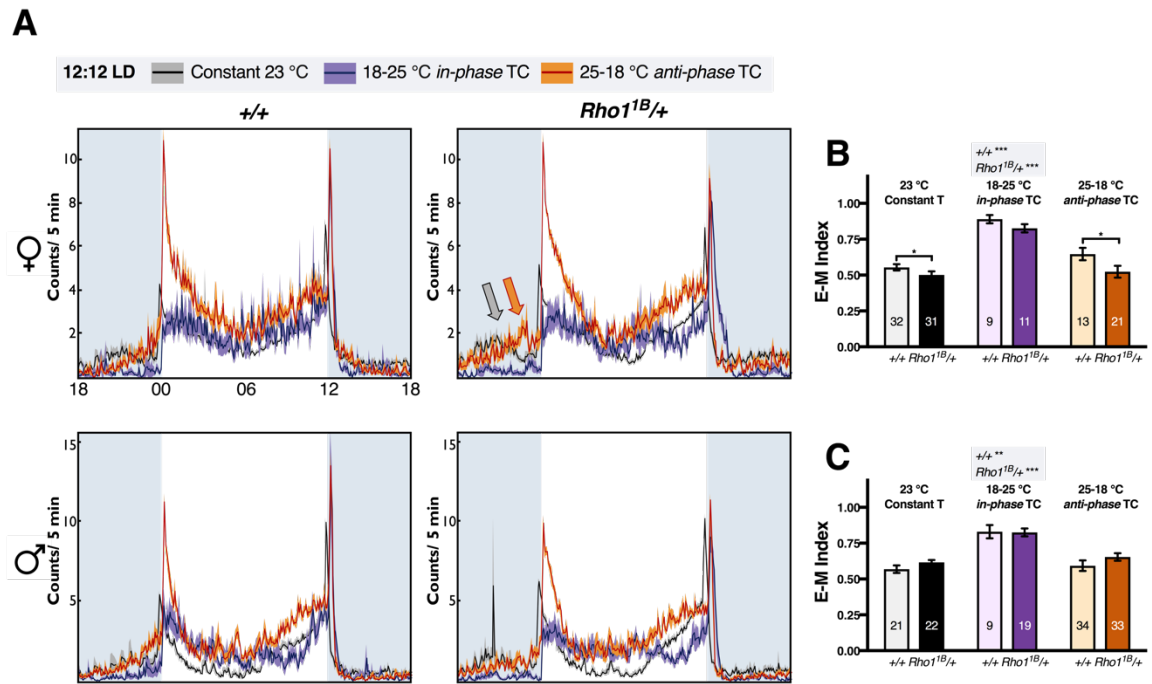 A
12:12 LD Constant 23 °C 18-25 °C in-phase TC 25-18 °C anti-phase TC
+/+ Rho1^1B/+
♀
Counts/ 5 min
10
8
6
4
2
18 00 06 12 18
Counts/ 5 min
10
8
6
4
2
♂
Counts/ 5 min
15
10
5
Counts/ 5 min
15
10
5
B
+/+ ***
Rho1^1B/+ ***
23 °C 18-25 °C 25-18 °C
Constant T in-phase TC anti-phase TC
E-M Index
1.00
0.75
0.50
0.25
0.00
* *
32 31 9 11 13 21
+/+ Rho1^1B/+ +/+ Rho1^1B/+ +/+ Rho1^1B/+
C
+/+ **
Rho1^1B/+ ***
23 °C 18-25 °C 25-18 °C
Constant T in-phase TC anti-phase TC
E-M Index
1.00
0.75
0.50
0.25
0.00
21 22 9 19 34 33
+/+ Rho1^1B/+ +/+ Rho1^1B/+ +/+ Rho1^1B/+